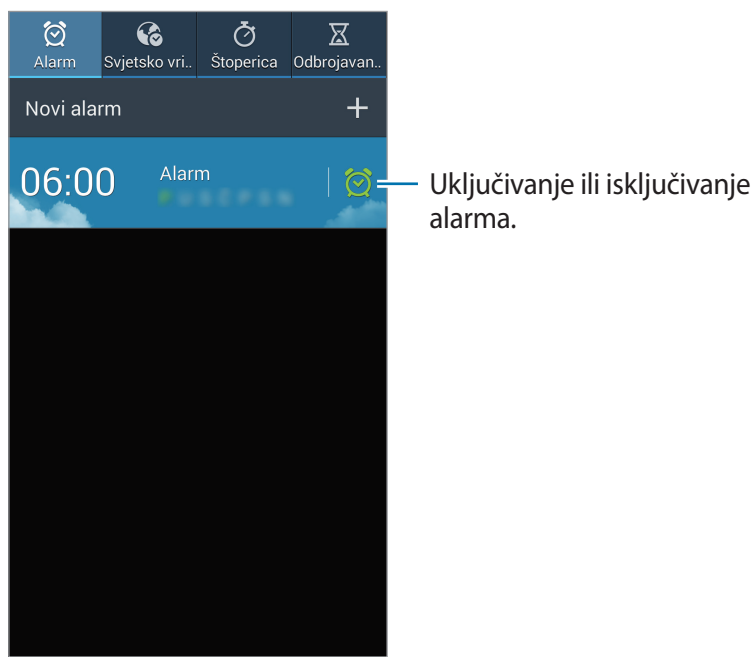 Alarm
Svjetsko vri..
Štoperica
Odbrojavan..
Novi alarm
06:00
Alarm
Uključivanje ili isključivanje
alarma.